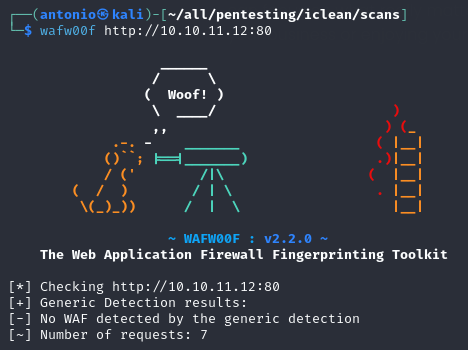 (antonio㉿kali)-[~/all/pentesting/iclean/scans]
$ wafw00f http://10.10.11.12:80
Woof!
~ WAFW00F : v2.2.0 ~
The Web Application Firewall Fingerprinting Toolkit
[*] Checking http://10.10.11.12:80
[+] Generic Detection results:
[-] No WAF detected by the generic detection
[~] Number of requests: 7